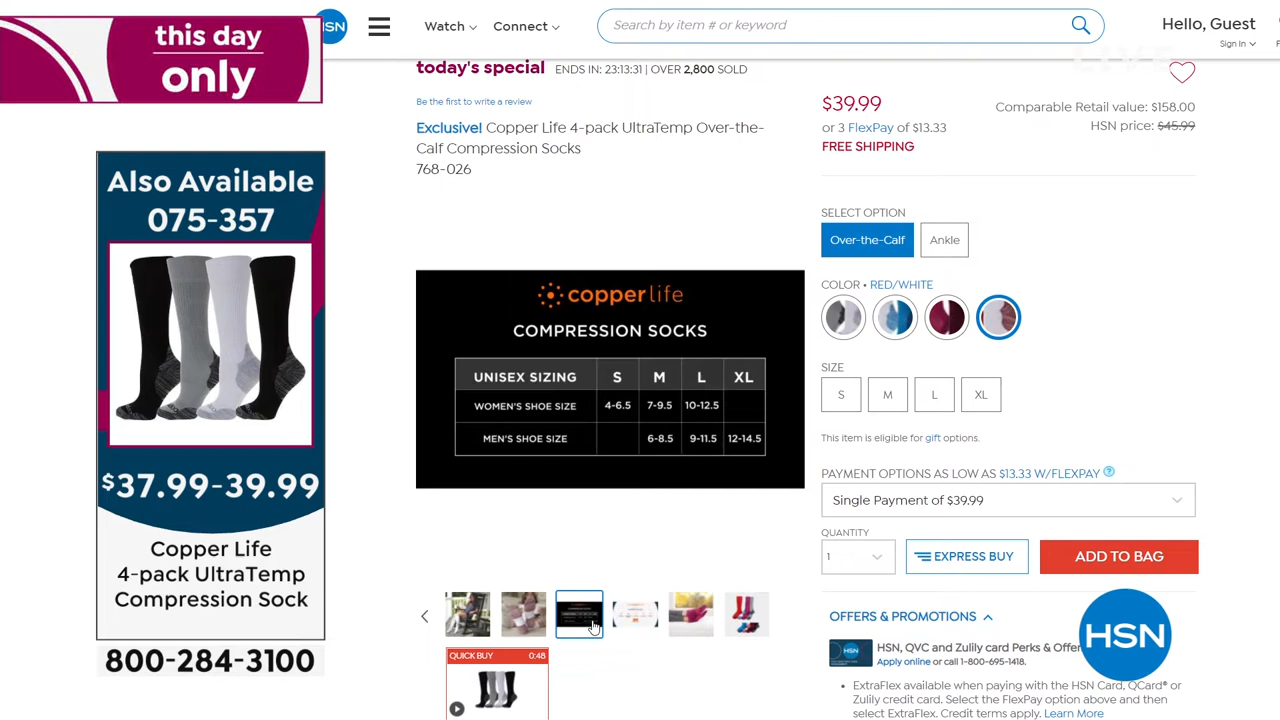 this day
only
HSN
Watch
Connect
Search by item # or keyword
Hello, Guest
Sign In
LIVE
today's special ENDS IN: 23:13:31 | OVER 2,800 SOLD
Be the first to write a review
Exclusive! Copper Life 4-pack UltraTemp Over-the-
Calf Compression Socks
768-026
$39.99
Comparable Retail value: $158.00
or 3 FlexPay of $13.33
HSN price: $45.99
FREE SHIPPING
Also Available
075-357
$37.99-39.99
Copper Life
4-pack UltraTemp
Compression Sock
800-284-3100
copper life
COMPRESSION SOCKS
UNISEX SIZING S M L XL
WOMEN'S SHOE SIZE 4-6.5 7-9.5 10-12.5
MEN'S SHOE SIZE 6-8.5 9-11.5 12-14.5
QUICK BUY 0:48
SELECT OPTION
Over-the-Calf Ankle
COLOR • RED/WHITE
SIZE
S M L XL
This item is eligible for gift options.
PAYMENT OPTIONS AS LOW AS $13.33 W/FLEXPAY ?
Single Payment of $39.99
QUANTITY
1
EXPRESS BUY
ADD TO BAG
OFFERS & PROMOTIONS
HSN
HSN, QVC and Zulily card Perks & Offer
Apply online or call 1-800-695-1418.
• ExtraFlex available when paying with the HSN Card, QCard® or
Zulily credit card. Select the FlexPay option above and then
select ExtraFlex. Credit terms apply. Learn More
HSN